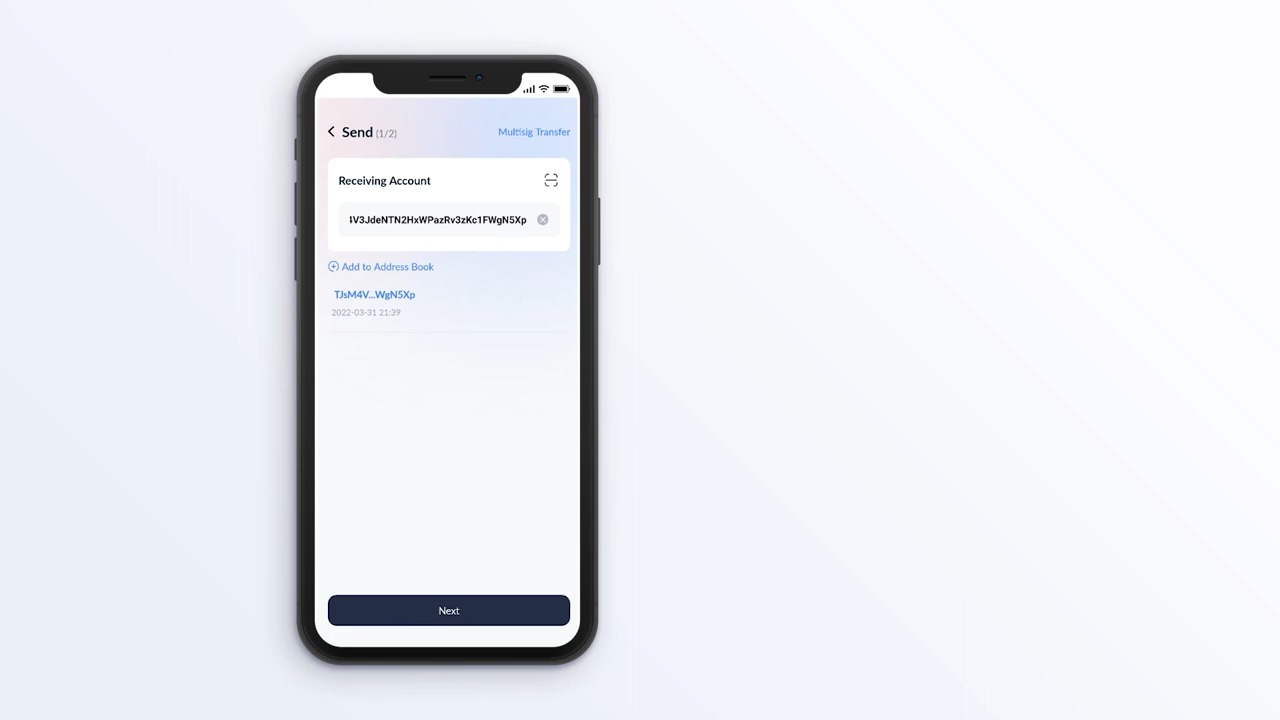 Send (1/2)
Multisig Transfer
Receiving Account
4V3JdeNTN2HxWPazRv3zKc1FWgN5Xp
Add to Address Book
TJsM4V...WgN5Xp
2022-03-31 21:39
Next